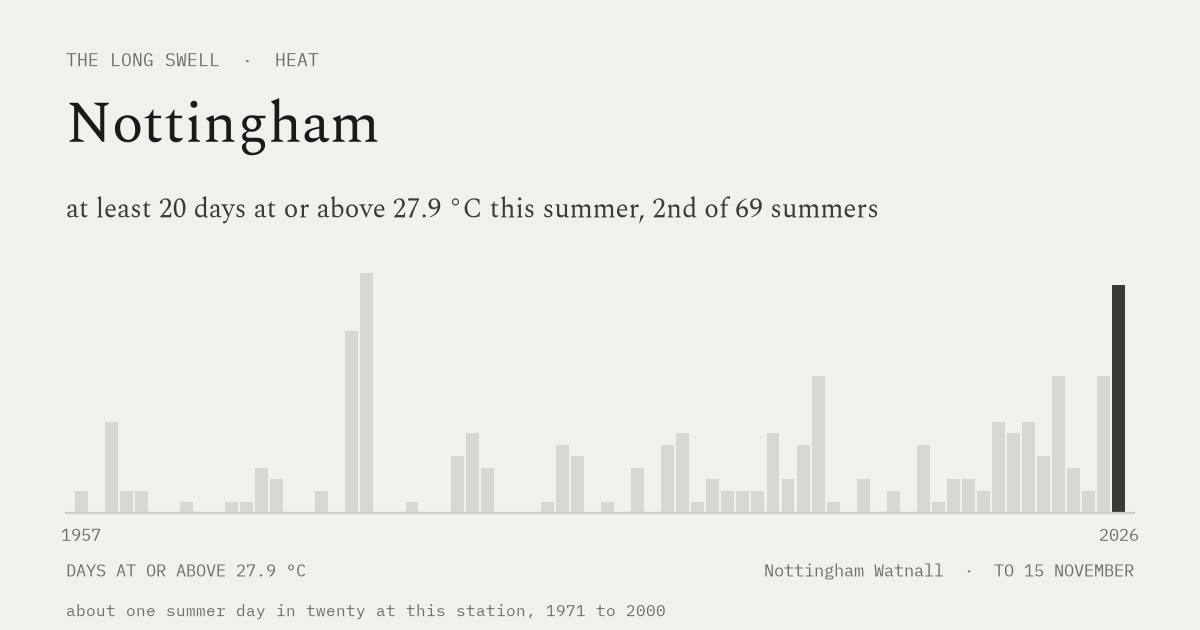 THE LONG SWELL · HEAT
Nottingham
at least 20 days at or above 27.9 °C this summer, 2nd of 69 summers
1957
2026
DAYS AT OR ABOVE 27.9 °C
Nottingham Watnall · TO 15 NOVEMBER
about one summer day in twenty at this station, 1971 to 2000